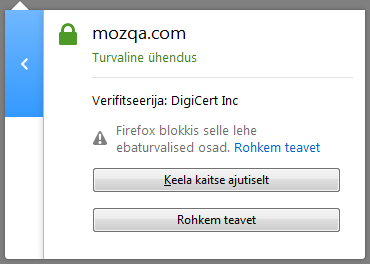 mozqa.com
Turvaline ühendus
Verifitseerija: DigiCert Inc
Firefox blokkis selle lehe
ebaturvalised osad. Rohkem teavet
Keela kaitse ajutiselt
Rohkem teavet